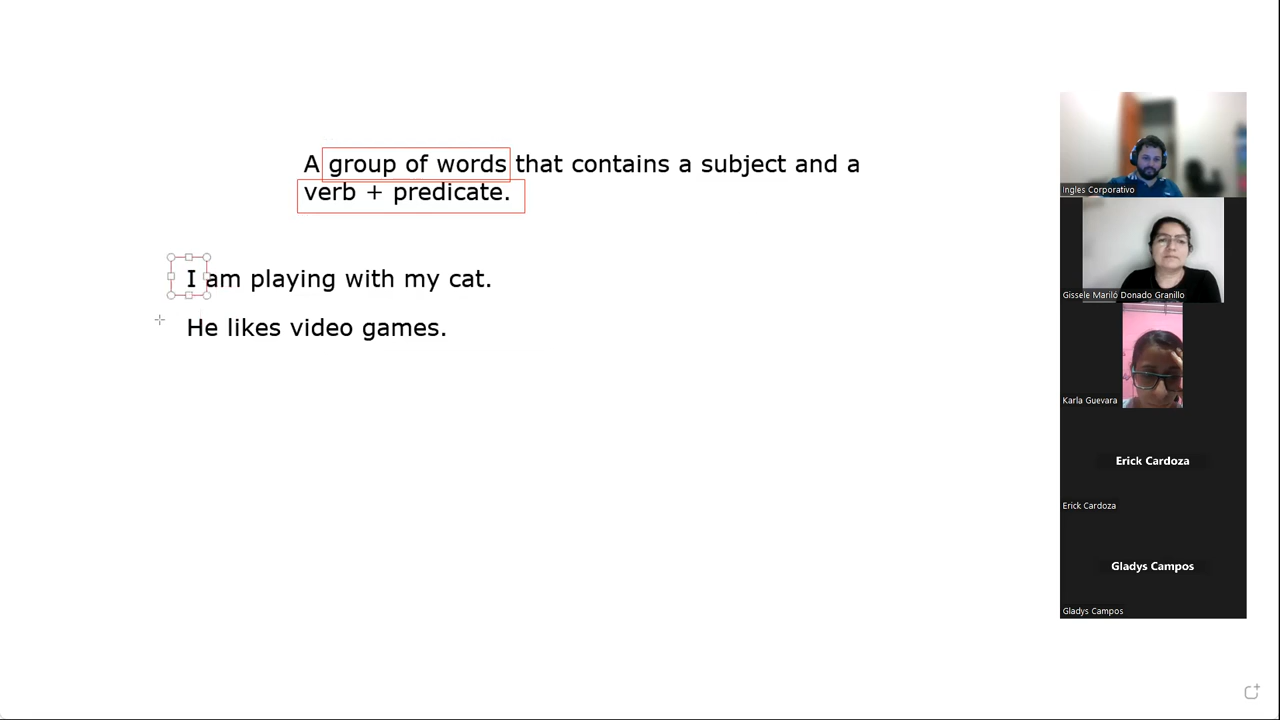 A group of words that contains a subject and a
verb + predicate.
I am playing with my cat.
He likes video games.
Ingles Corporativo
Gissele Mariló Donado Granillo
Karla Guevara
Erick Cardoza
Erick Cardoza
Gladys Campos
Gladys Campos